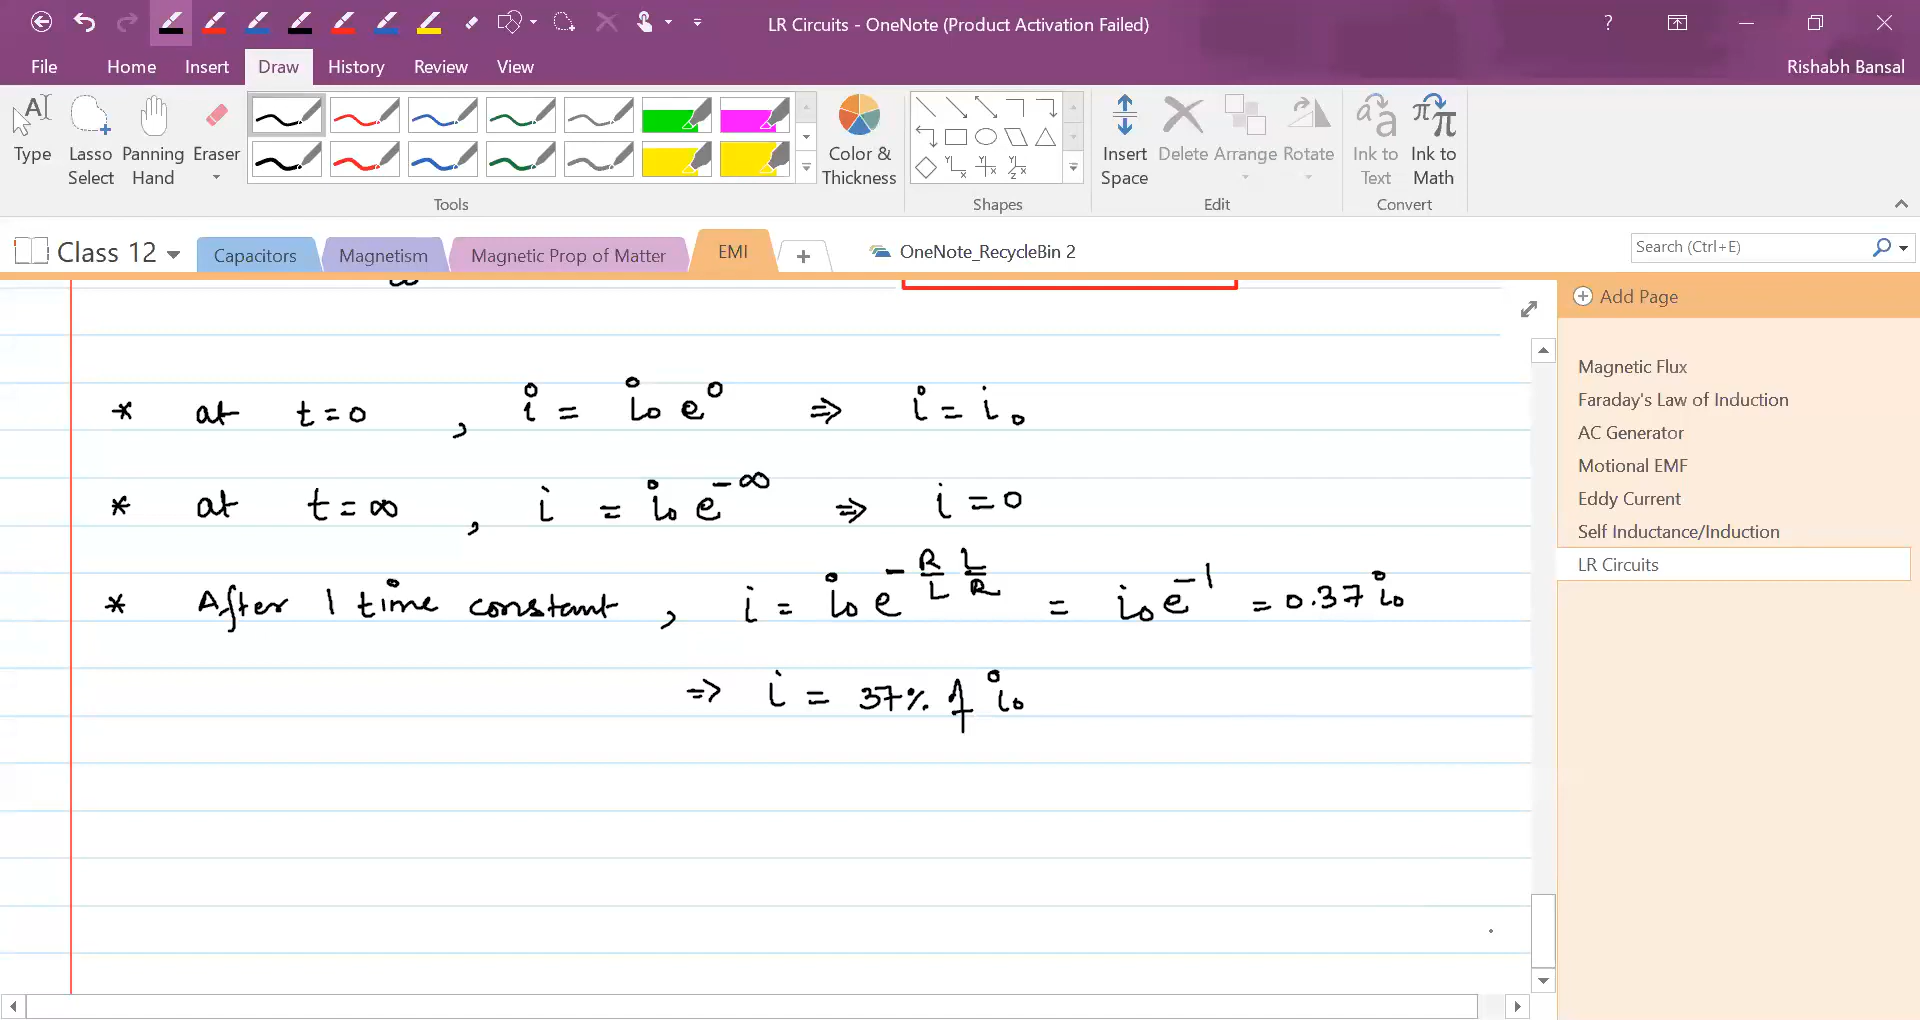 LR Circuits - OneNote (Product Activation Failed)
?
File Home Insert Draw History Review View
Rishabh Bansal
Type
Lasso Select
Panning Hand
Eraser
Color & Thickness
Insert Space
Delete
Arrange
Rotate
Ink to Text
Ink to Math
Tools
Shapes
Edit
Convert
Class 12
Capacitors
Magnetism
Magnetic Prop of Matter
EMI
+
OneNote_RecycleBin 2
Search (Ctrl+E)
Add Page
Magnetic Flux
Faraday's Law of Induction
AC Generator
Motional EMF
Eddy Current
Self Inductance/Induction
LR Circuits
* at t=0 , i = i₀ e⁰ ⇒ i = i₀
* at t=∞ , i = i₀ e^-∞ ⇒ i = 0
* After 1 time constant , i = i₀ e^-R/L L/R = i₀ e⁻¹ = 0.37 i₀
⇒ i = 37% of i₀